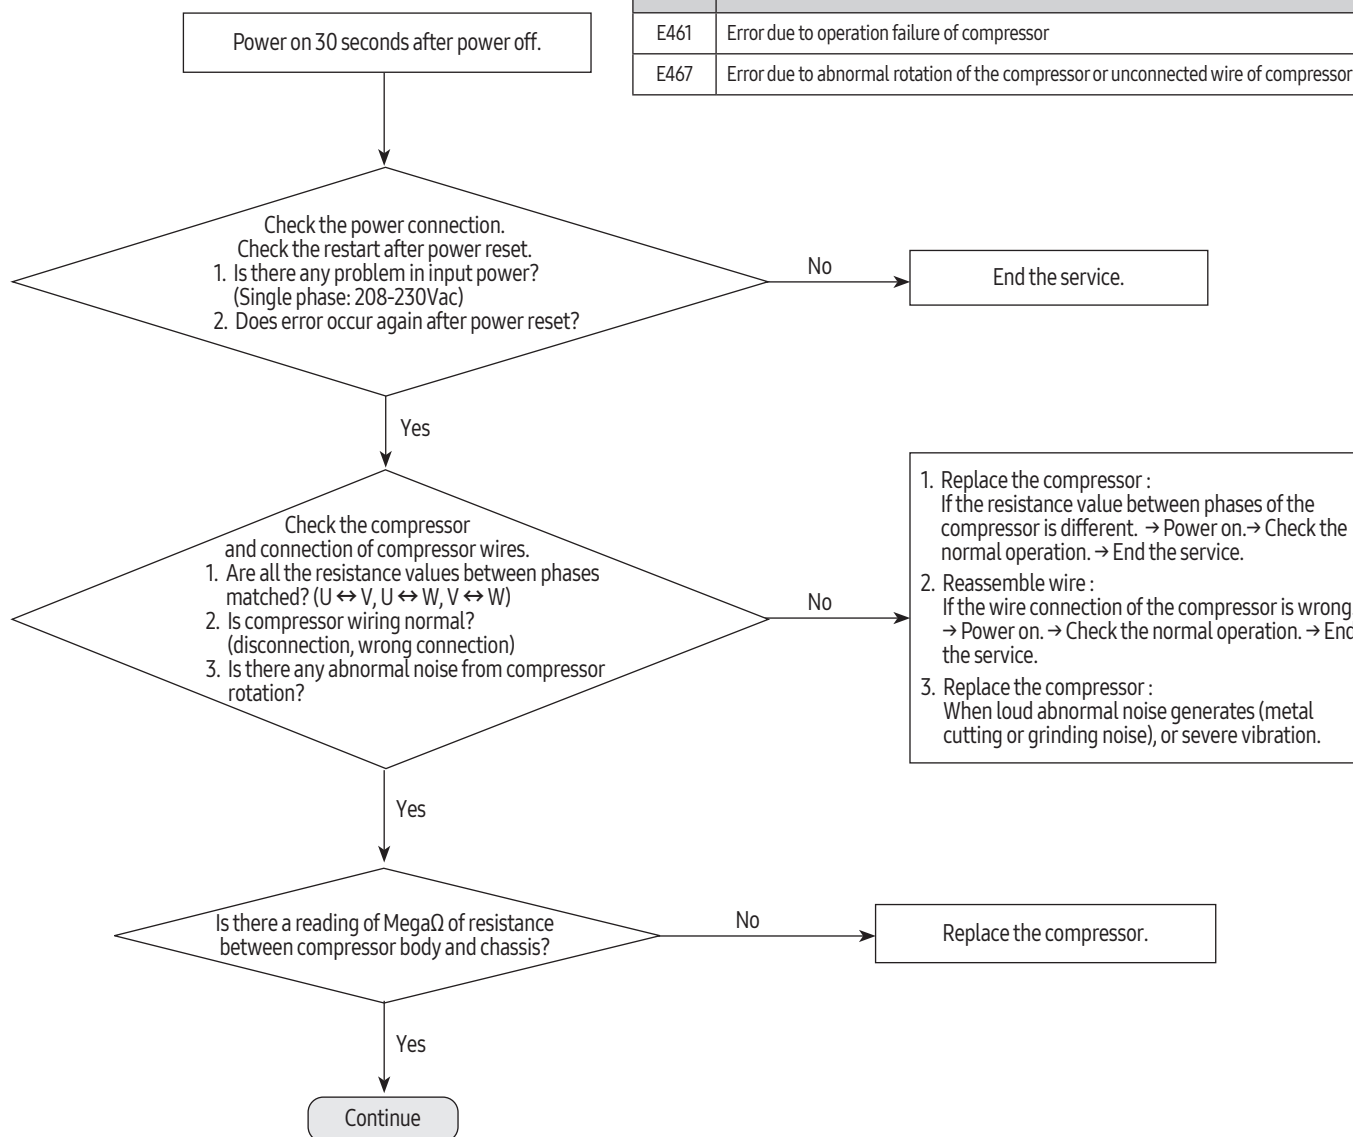 Power on 30 seconds after power off.
E461 Error due to operation failure of compressor
E467 Error due to abnormal rotation of the compressor or unconnected wire of compressor
Check the power connection.
Check the restart after power reset.
1. Is there any problem in input power?
(Single phase: 208-230Vac)
2. Does error occur again after power reset?
No
End the service.
Yes
Check the compressor
and connection of compressor wires.
1. Are all the resistance values between phases
matched? (U ↔ V, U ↔ W, V ↔ W)
2. Is compressor wiring normal?
(disconnection, wrong connection)
3. Is there any abnormal noise from compressor
rotation?
No
1. Replace the compressor :
If the resistance value between phases of the
compressor is different. → Power on.→ Check the
normal operation. → End the service.
2. Reassemble wire :
If the wire connection of the compressor is wrong.
→ Power on. → Check the normal operation. → End
the service.
3. Replace the compressor :
When loud abnormal noise generates (metal
cutting or grinding noise), or severe vibration.
Yes
Is there a reading of MegaΩ of resistance
between compressor body and chassis?
No
Replace the compressor.
Yes
Continue